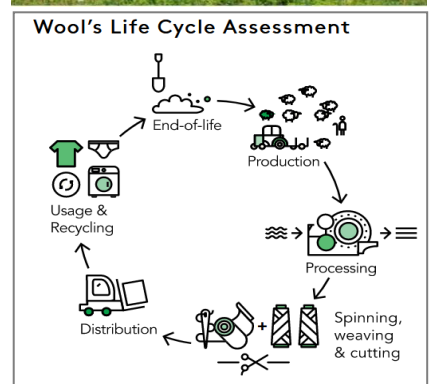 Wool's Life Cycle Assessment
End-of-life
Production
Processing
Spinning,
weaving
& cutting
Distribution
Usage &
Recycling